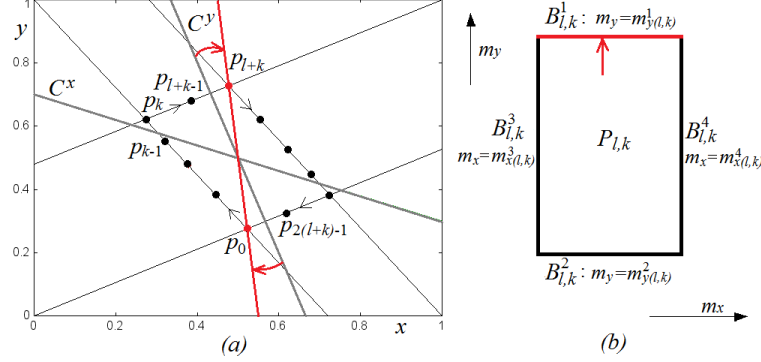 y
1
0.8
0.6
0.4
0.2
0
0
0.2
0.4
0.6
0.8
1
x
C^y
C^x
p_{l+k}
p_{l+k-1}
p_k
p_{k-1}
p_0
p_{2(l+k)-1}
(a)
B^1_{l,k} : m_y=m^1_{y(l,k)}
m_y
B^3_{l,k}
m_x=m^3_{x(l,k)}
P_{l,k}
B^4_{l,k}
m_x=m^4_{x(l,k)}
B^2_{l,k} : m_y=m^2_{y(l,k)}
m_x
(b)